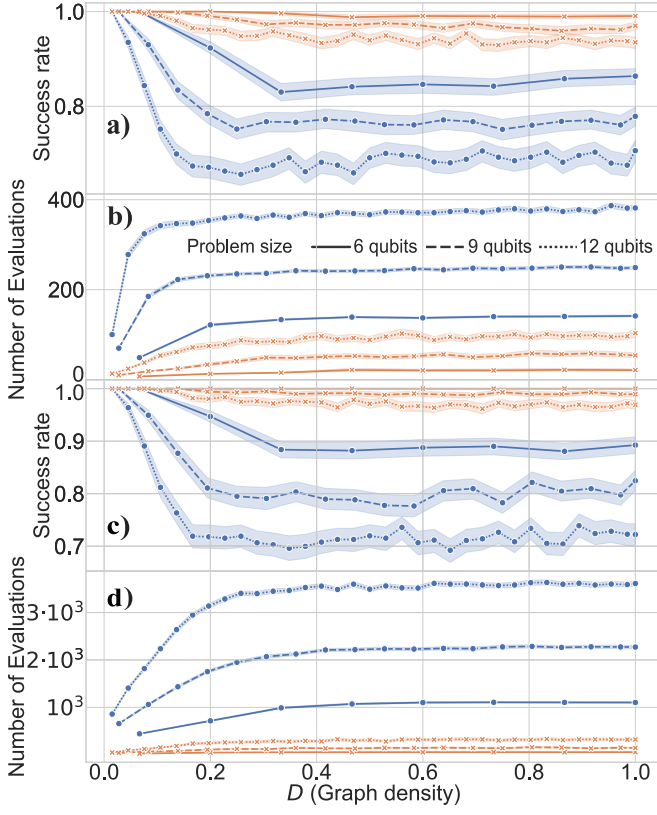 1.0
Success rate
0.8
a)
400
b)
Number of Evaluations
Problem size 6 qubits 9 qubits 12 qubits
200
0
1.0
0.9
Success rate
0.8
c)
0.7
d)
Number of Evaluations
3·10³
2·10³
10³
0.0 0.2 0.4 0.6 0.8 1.0
D (Graph density)